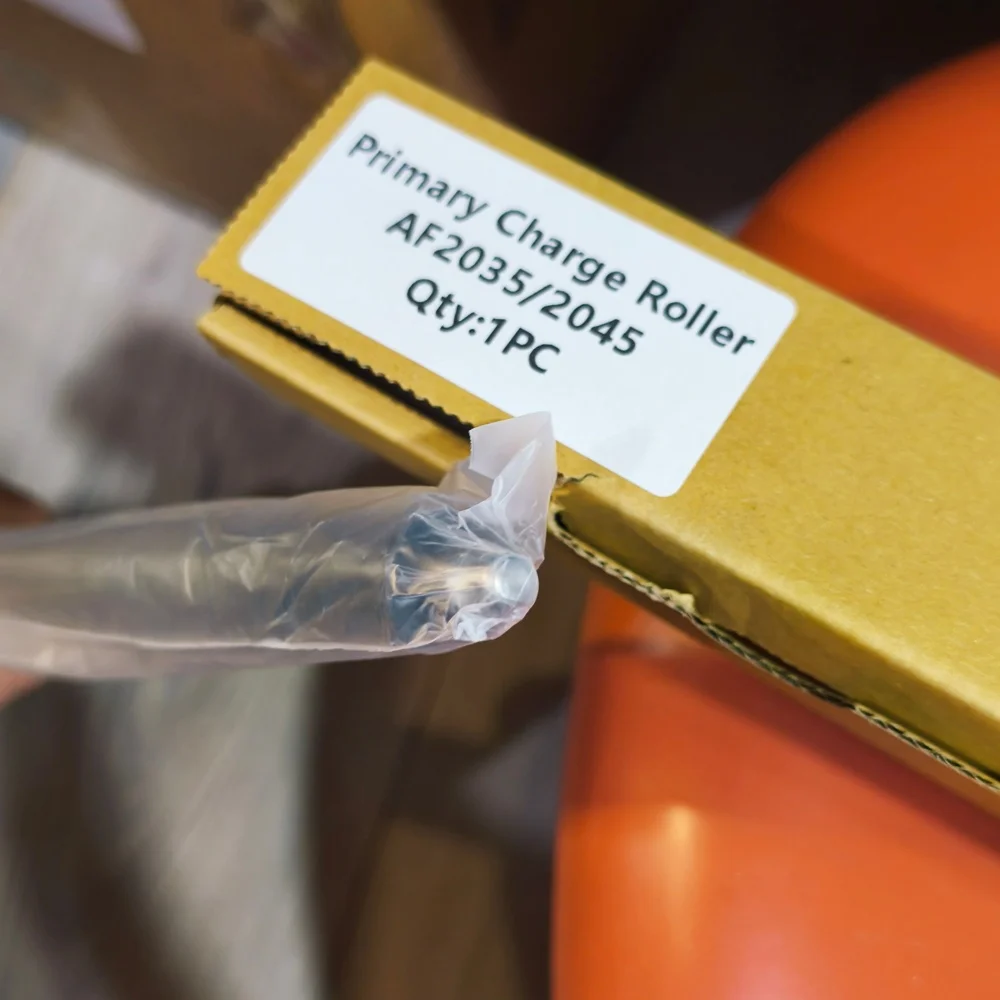 Primary Charge Roller
AF2035/2045
Qty:1PC